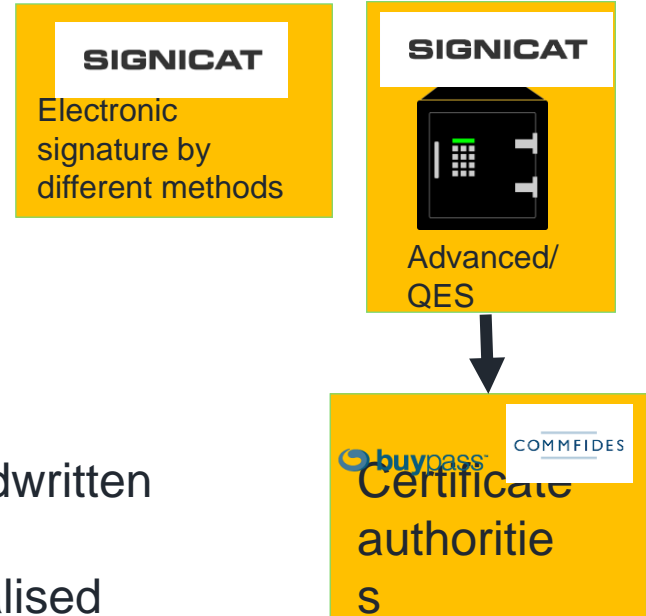 SIGNICAT
Electronic
signature by
different methods
SIGNICAT
Advanced/
QES
buypass
COMMFIDES
Certificate
authoritie
s
dwritten
lised